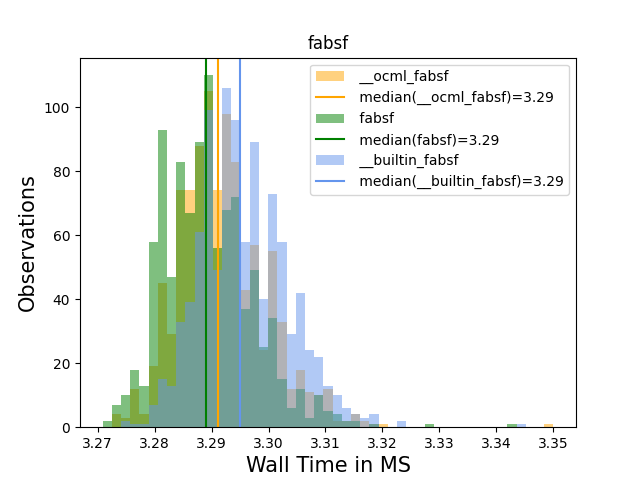 fabsf
__ocml_fabsf
median(__ocml_fabsf)=3.29
fabsf
median(fabsf)=3.29
__builtin_fabsf
median(__builtin_fabsf)=3.29
Observations
100
80
60
40
20
0
3.27 3.28 3.29 3.30 3.31 3.32 3.33 3.34 3.35
Wall Time in MS